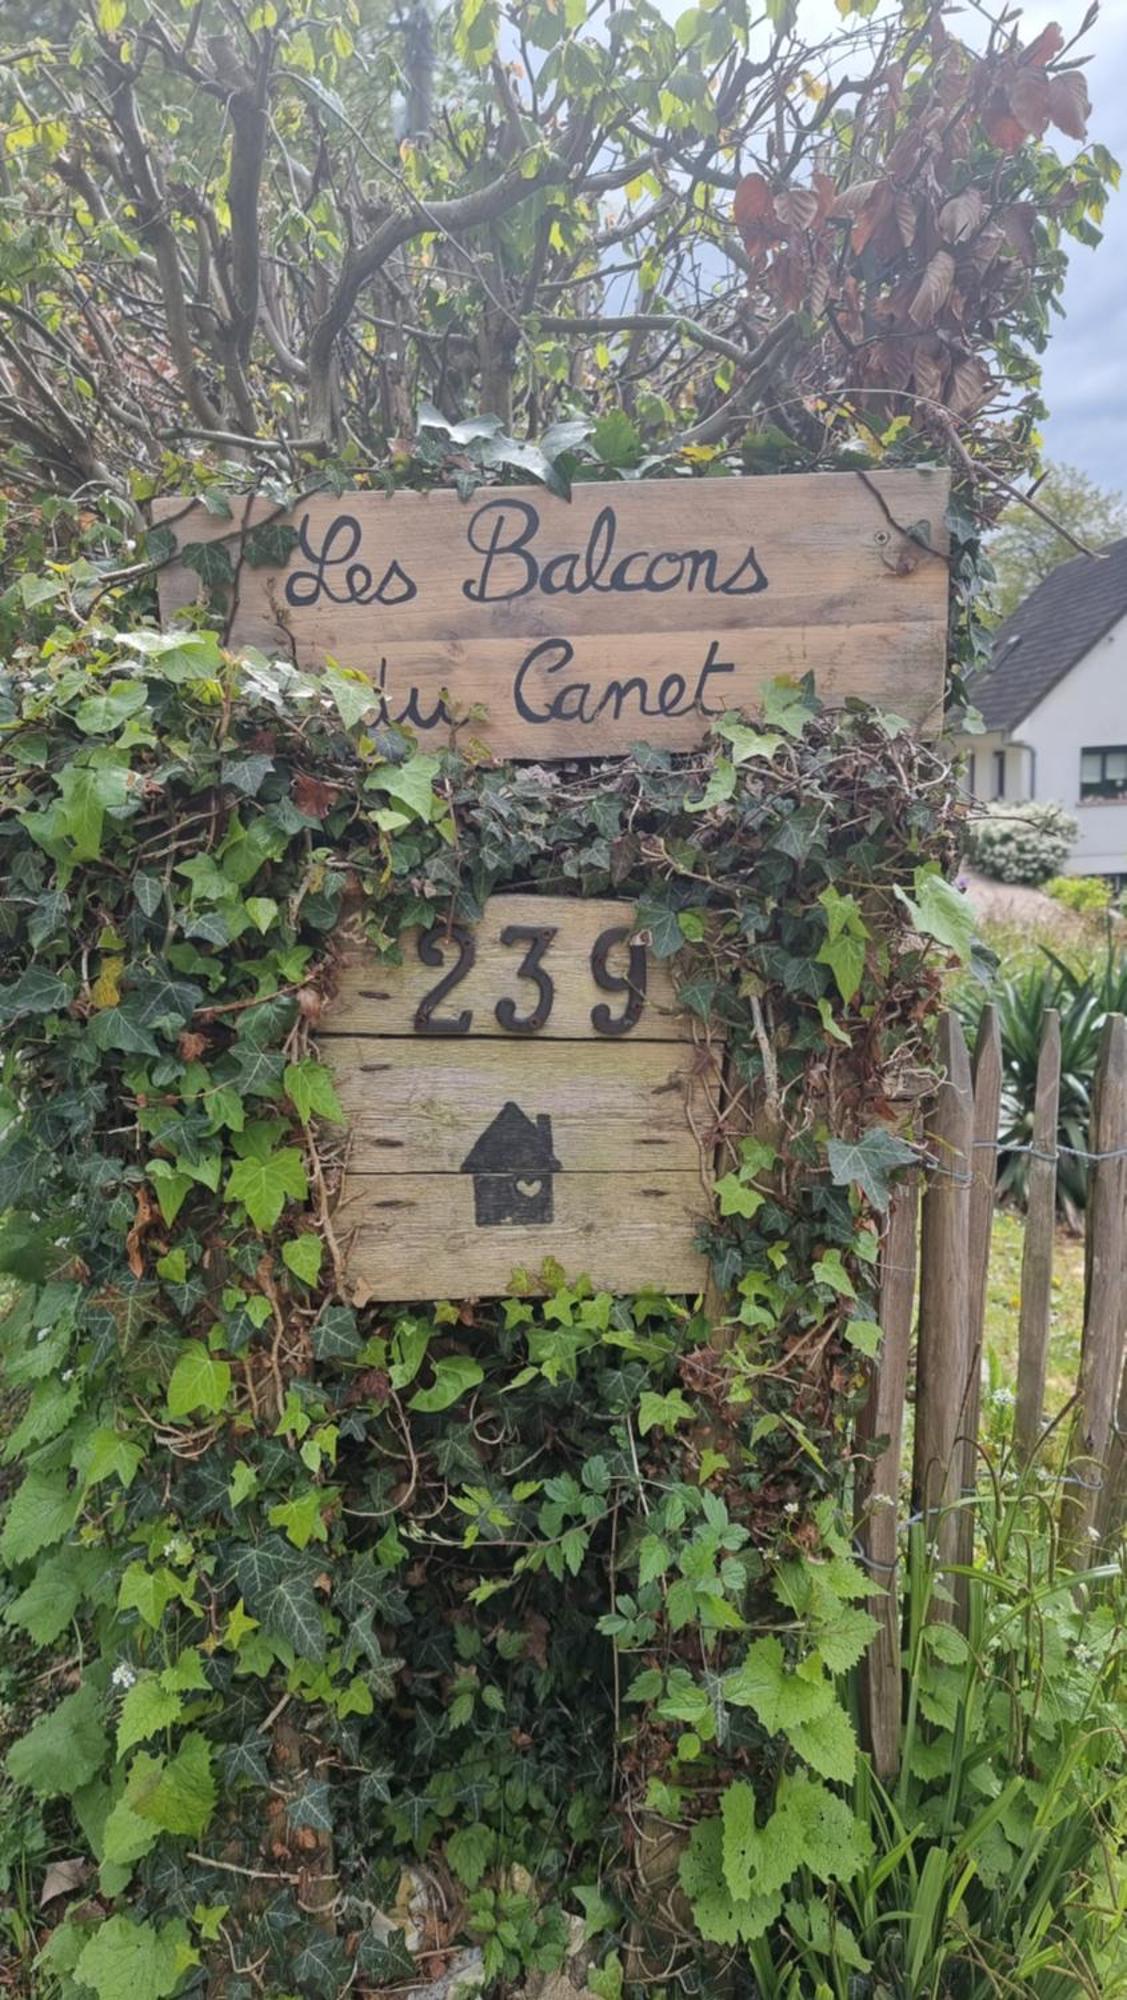 Les Balcons
du Canet
239